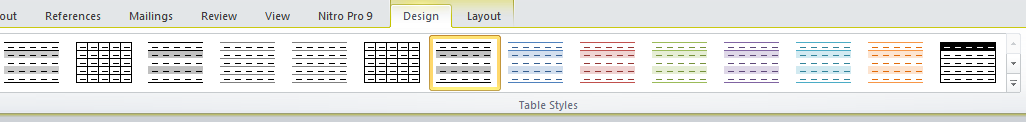 out References Mailings Review View Nitro Pro 9 Design Layout
Table Styles